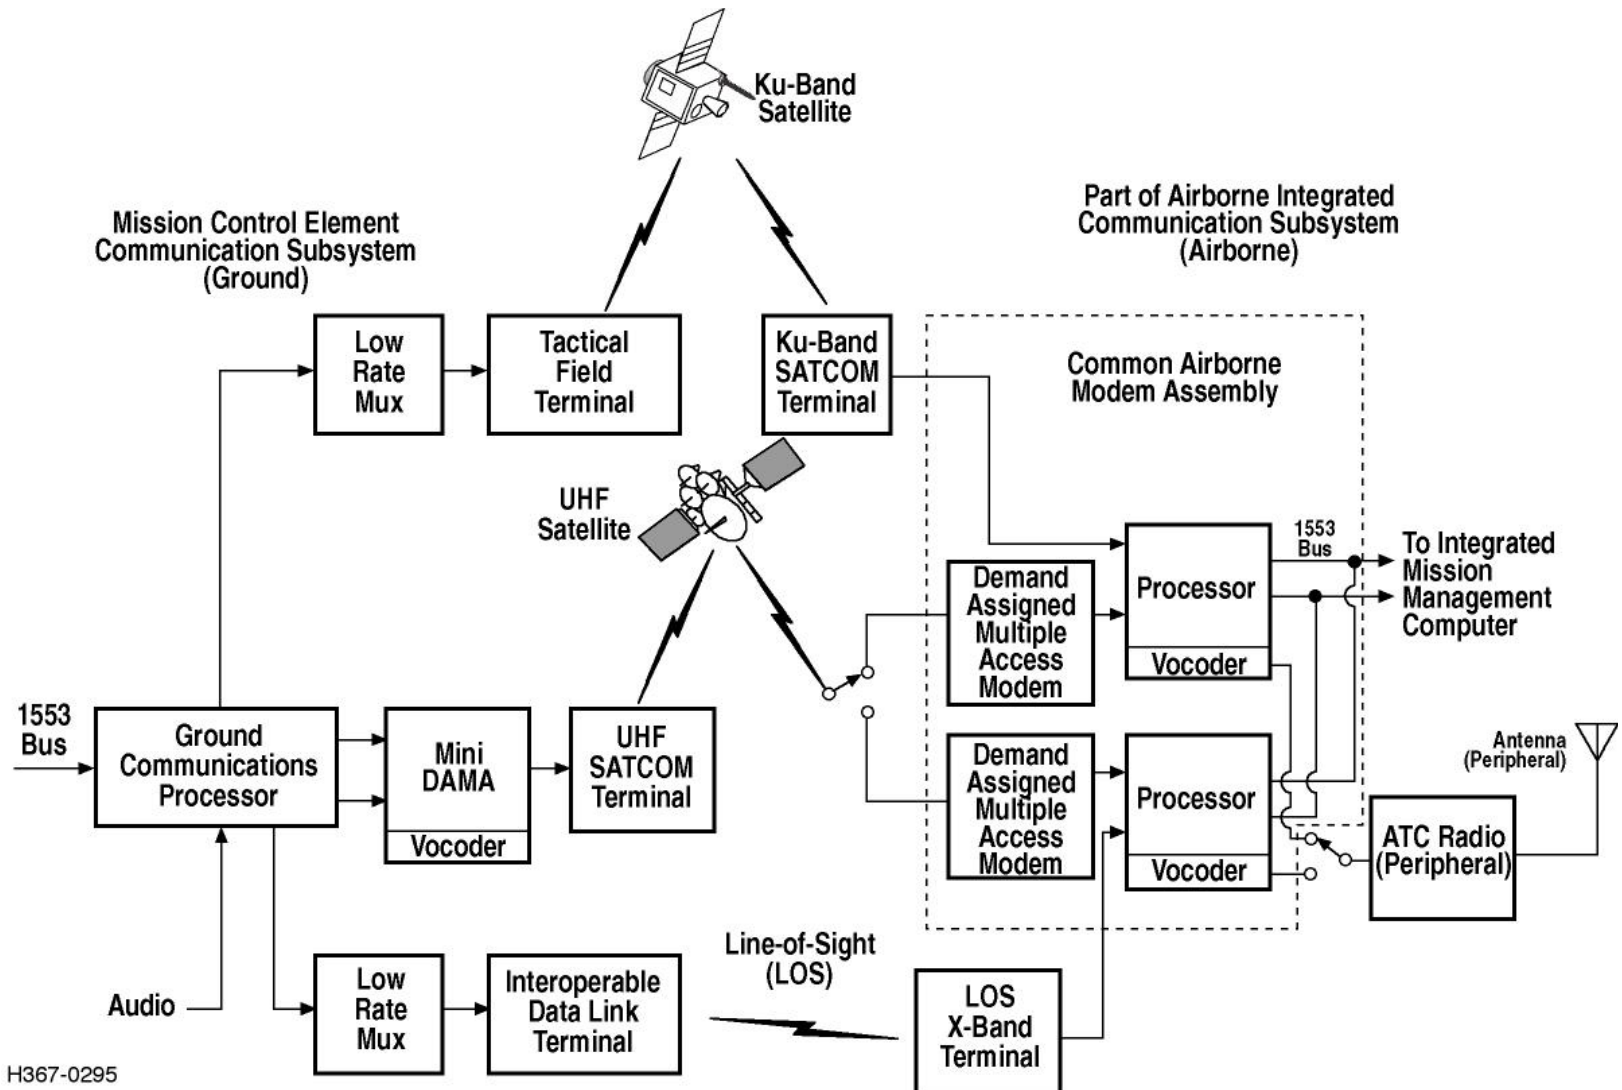 Ku-Band
Satellite
Mission Control Element
Communication Subsystem
(Ground)
Part of Airborne Integrated
Communication Subsystem
(Airborne)
Low
Rate
Mux
Tactical
Field
Terminal
Ku-Band
SATCOM
Terminal
Common Airborne
Modem Assembly
UHF
Satellite
Demand
Assigned
Multiple
Access
Modem
Processor
Vocoder
1553
Bus
To Integrated
Mission
Management
Computer
1553
Bus
Ground
Communications
Processor
Mini
DAMA
Vocoder
UHF
SATCOM
Terminal
Demand
Assigned
Multiple
Access
Modem
Processor
Vocoder
Antenna
(Peripheral)
ATC Radio
(Peripheral)
Audio
Low
Rate
Mux
Interoperable
Data Link
Terminal
Line-of-Sight
(LOS)
LOS
X-Band
Terminal
H367-0295